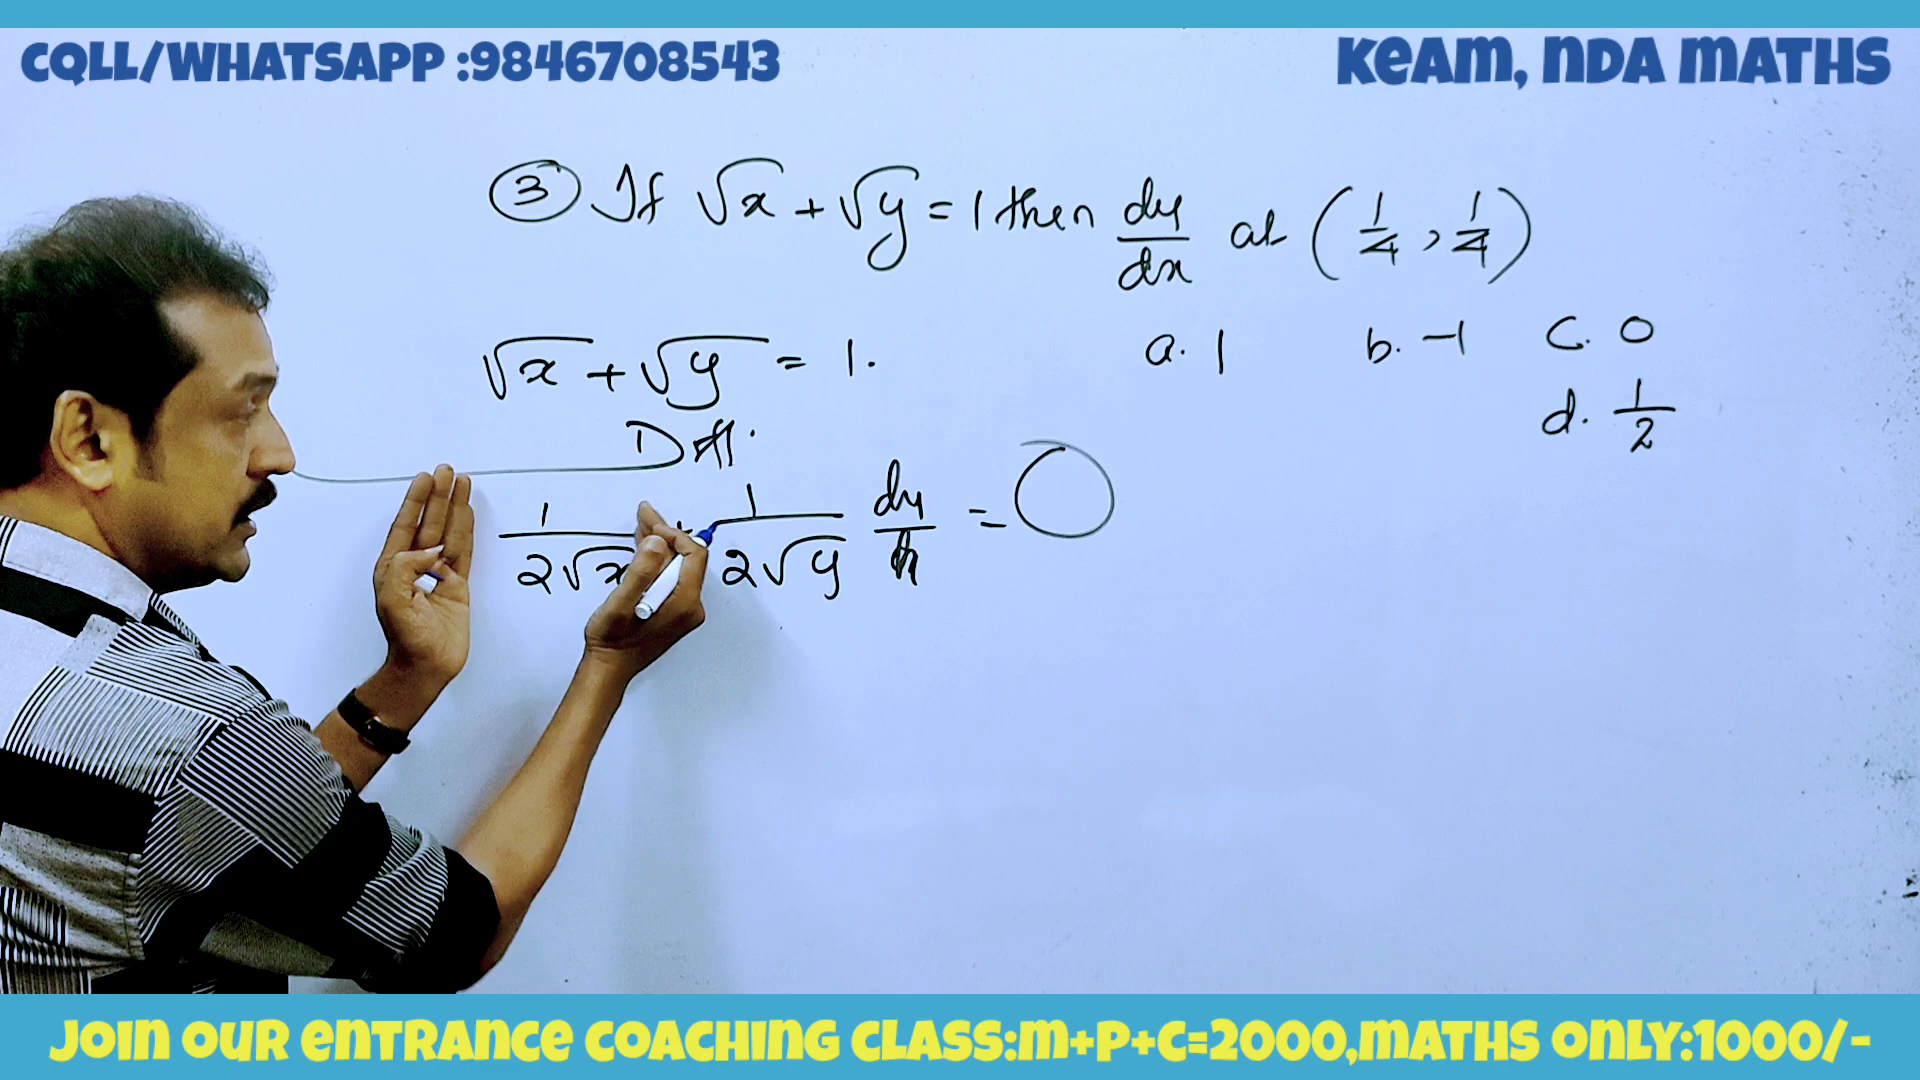 CQLL/WHATSAPP :9846708543
KEAM, NDA MATHS
③ If √x + √y = 1 then dy/dx at (1/4, 1/4)
√x + √y = 1.
a. 1 b. -1 c. 0
d. 1/2
Diff.
1/2√x + 1/2√y dy/ = 0
JOIN OUR ENTRANCE COACHING CLASS:M+P+C=2000,MATHS ONLY:1000/-